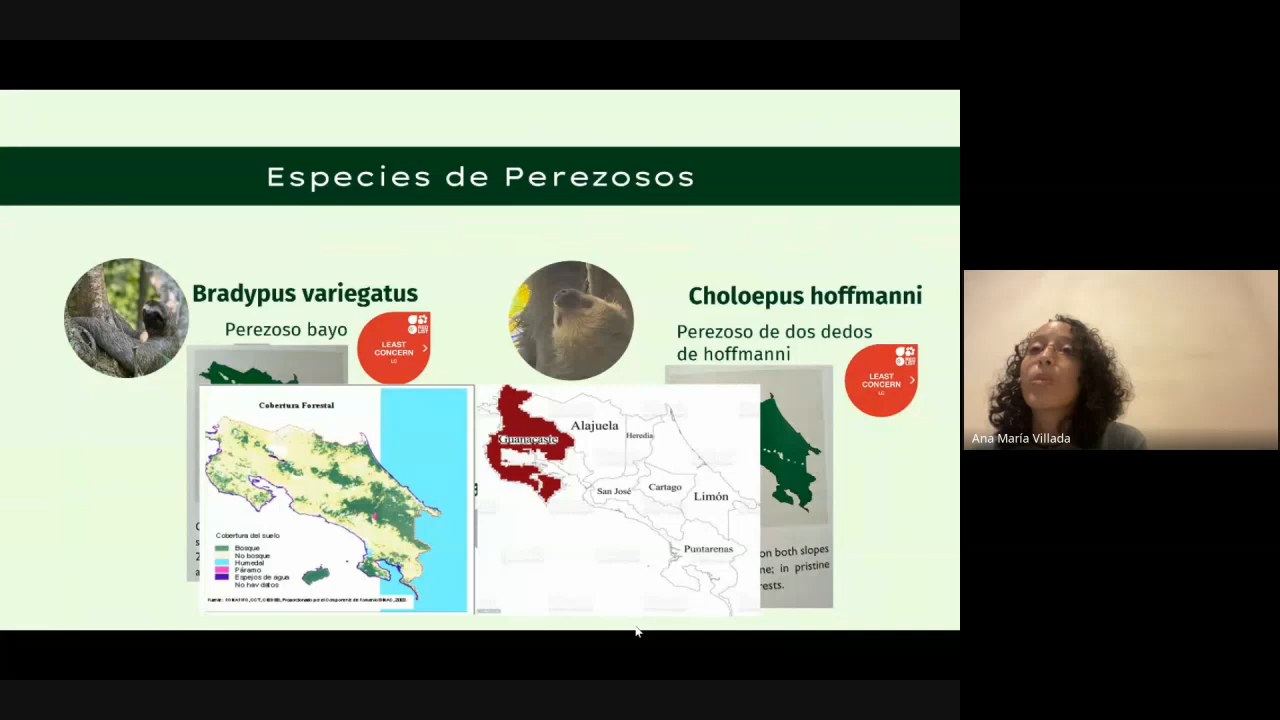 Especies de Perezosos
Bradypus variegatus
Perezoso bayo
LEAST
CONCERN
LC
Choloepus hoffmanni
Perezoso de dos dedos
de hoffmanni
LEAST
CONCERN
LC
Cobertura Forestal
Cobertura del suelo
Bosque
No bosque
Humedal
Páramo
Espejos de agua
No hay datos
Guanacaste
Alajuela
Heredia
San José
Cartago
Limón
Puntarenas
on both slopes
ne; in pristine
rests.
Ana María Villada